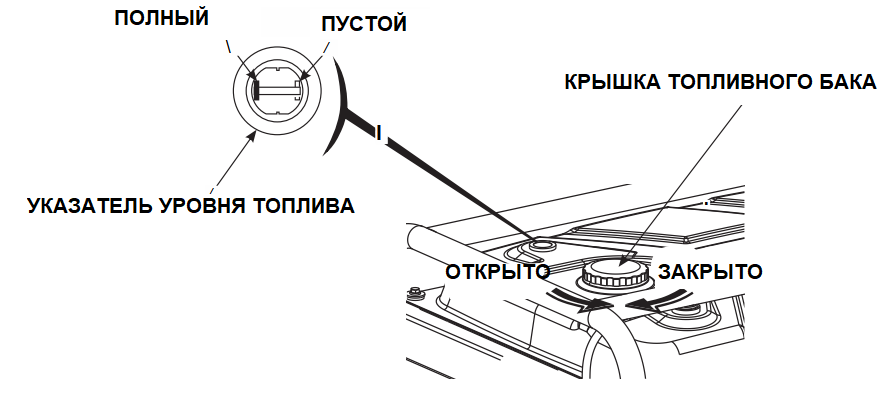 ПОЛНЫЙ
ПУСТОЙ
КРЫШКА ТОПЛИВНОГО БАКА
УКАЗАТЕЛЬ УРОВНЯ ТОПЛИВА
ОТКРЫТО
ЗАКРЫТО